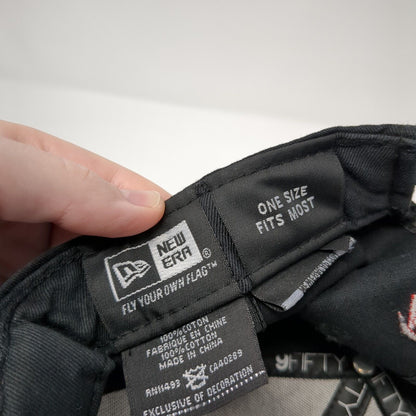 ONE SIZE
FITS MOST
NEW
ERA®
FLY YOUR OWN FLAG™
100%COTTON
FABRIQUE EN CHINE
100%COTTON
MADE IN CHINA
RN11493 CA40289
EXCLUSIVE OF DECORATION
9FIFTY